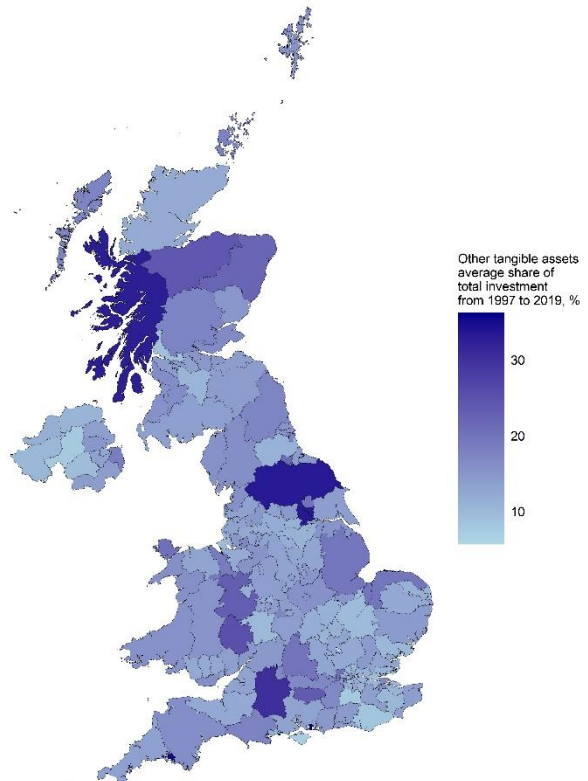 Other tangible assets
average share of
total investment
from 1997 to 2019, %
30
20
10